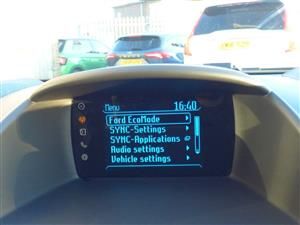 Menu 16:40
Ford EcoMode
SYNC-Settings
SYNC-Applications
Audio settings
Vehicle settings